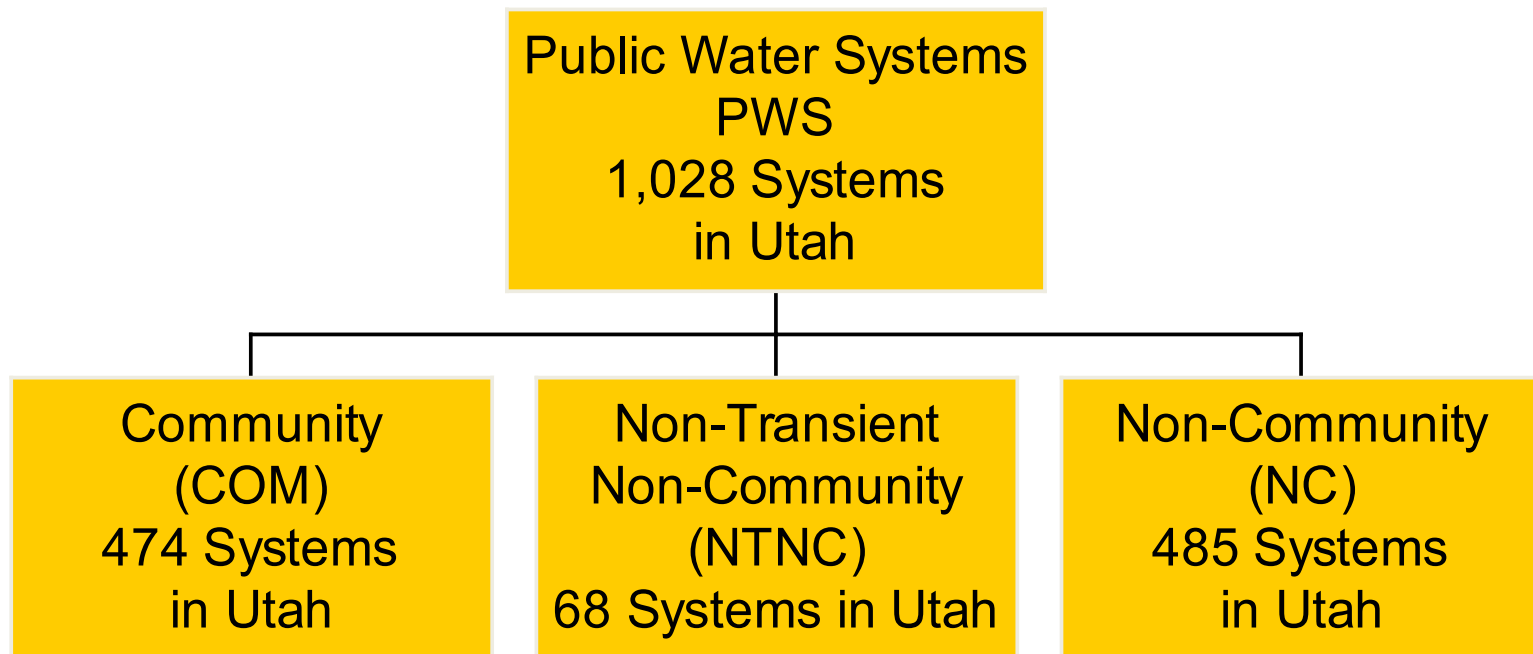 Public Water Systems
PWS
1,028 Systems
in Utah
Community
(COM)
474 Systems
in Utah
Non-Transient
Non-Community
(NTNC)
68 Systems in Utah
Non-Community
(NC)
485 Systems
in Utah